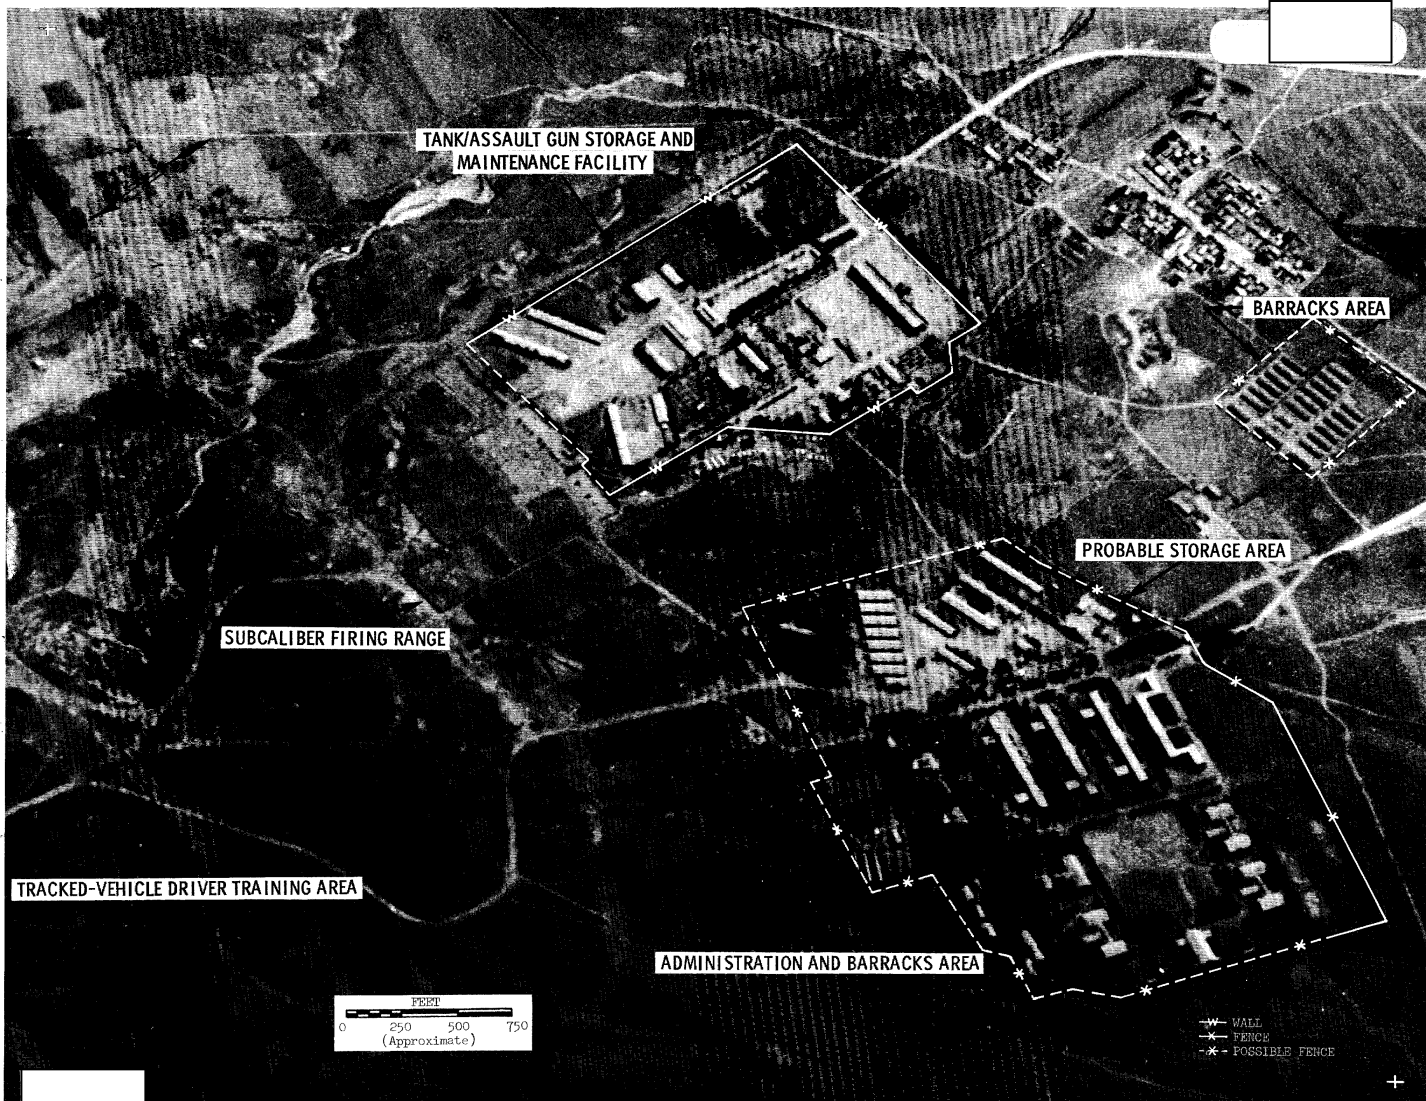 TANK/ASSAULT GUN STORAGE AND
MAINTENANCE FACILITY
BARRACKS AREA
PROBABLE STORAGE AREA
SUBCALIBER FIRING RANGE
TRACKED-VEHICLE DRIVER TRAINING AREA
ADMINISTRATION AND BARRACKS AREA
FEET
0 250 500 750
(Approximate)
W WALL
X FENCE
X POSSIBLE FENCE